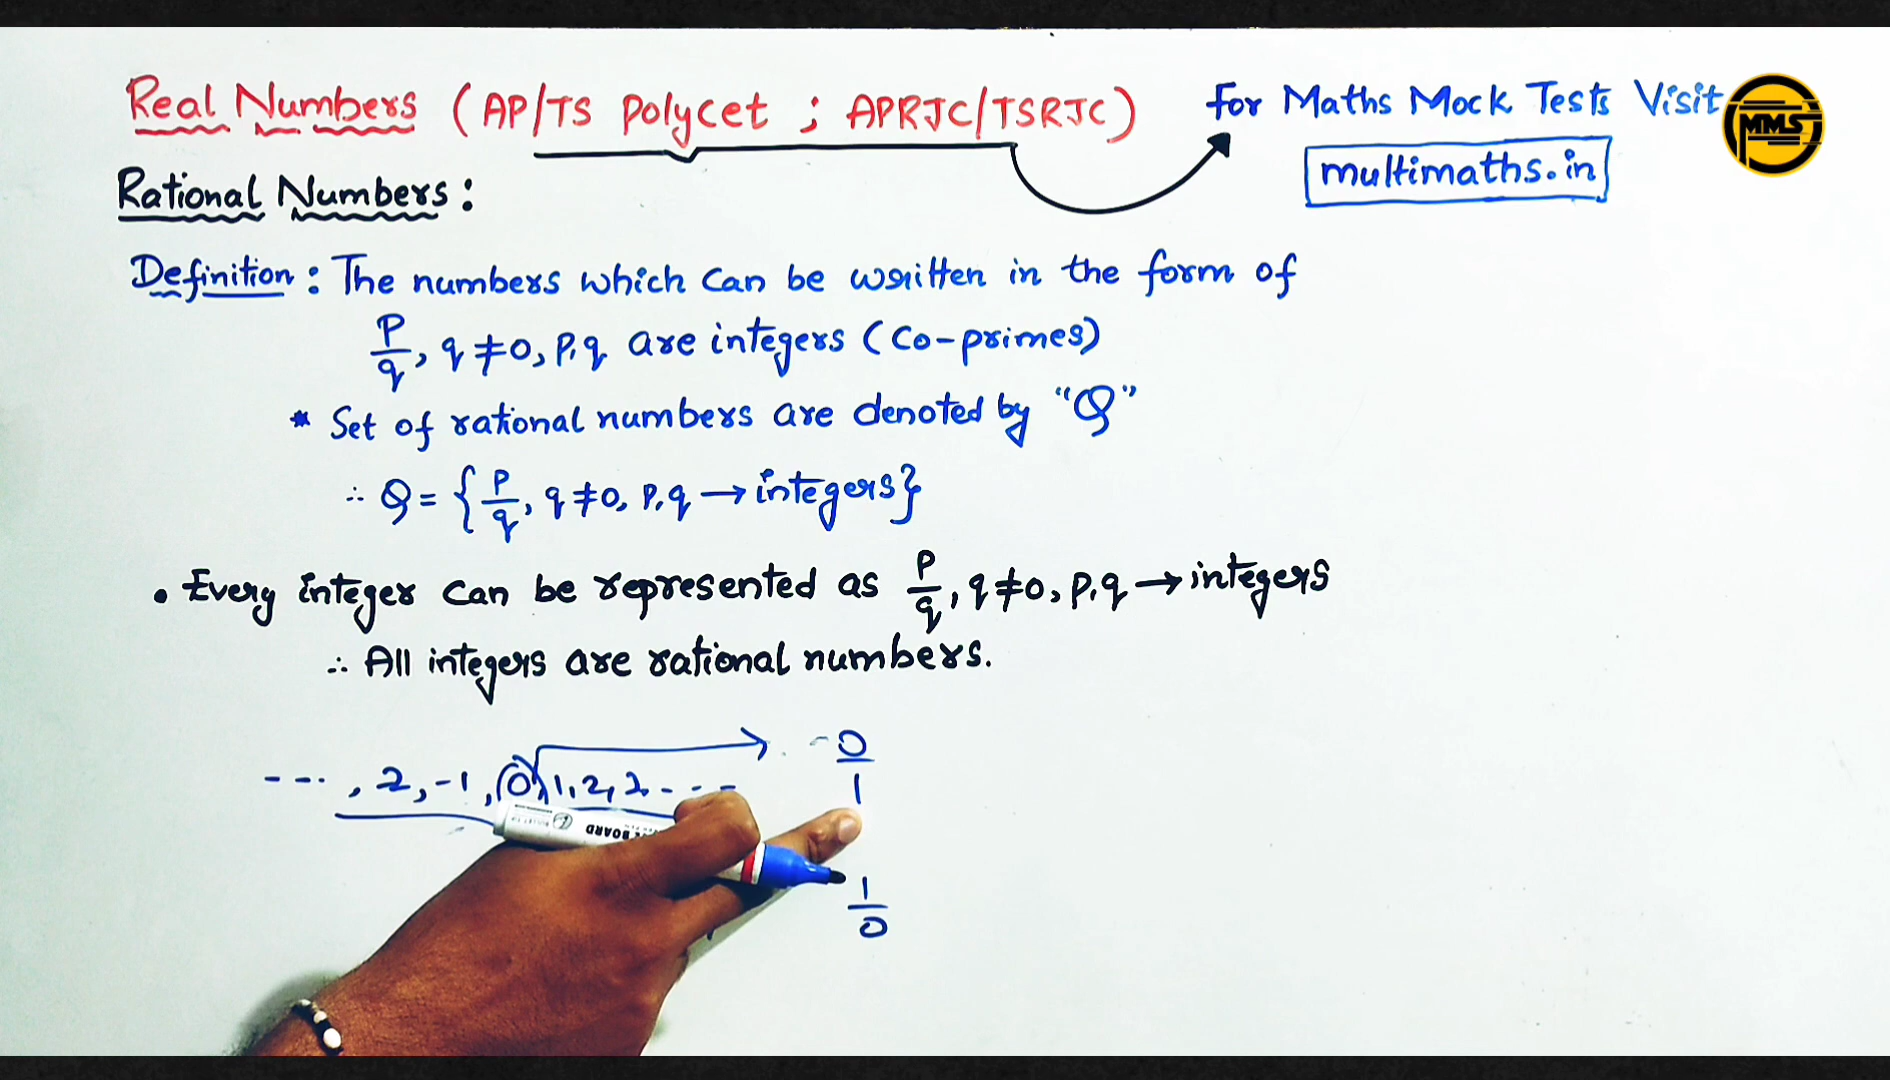 Real Numbers (AP/TS Polycet ; APRJC/TSRJC)
For Maths Mock Tests Visit
multimaths.in
MMS
Rational Numbers :
Definition : The numbers which can be written in the form of
p/q, q ≠ 0, p, q are integers (Co-primes)
* Set of rational numbers are denoted by "Q"
∴ Q = {p/q, q ≠ 0, p, q → integers}
• Every integer can be represented as p/q, q ≠ 0, p, q → integers
∴ All integers are rational numbers.
---, 2, -1, 0, 1, 2, 2 - - -
0/1
BOARD
1/0